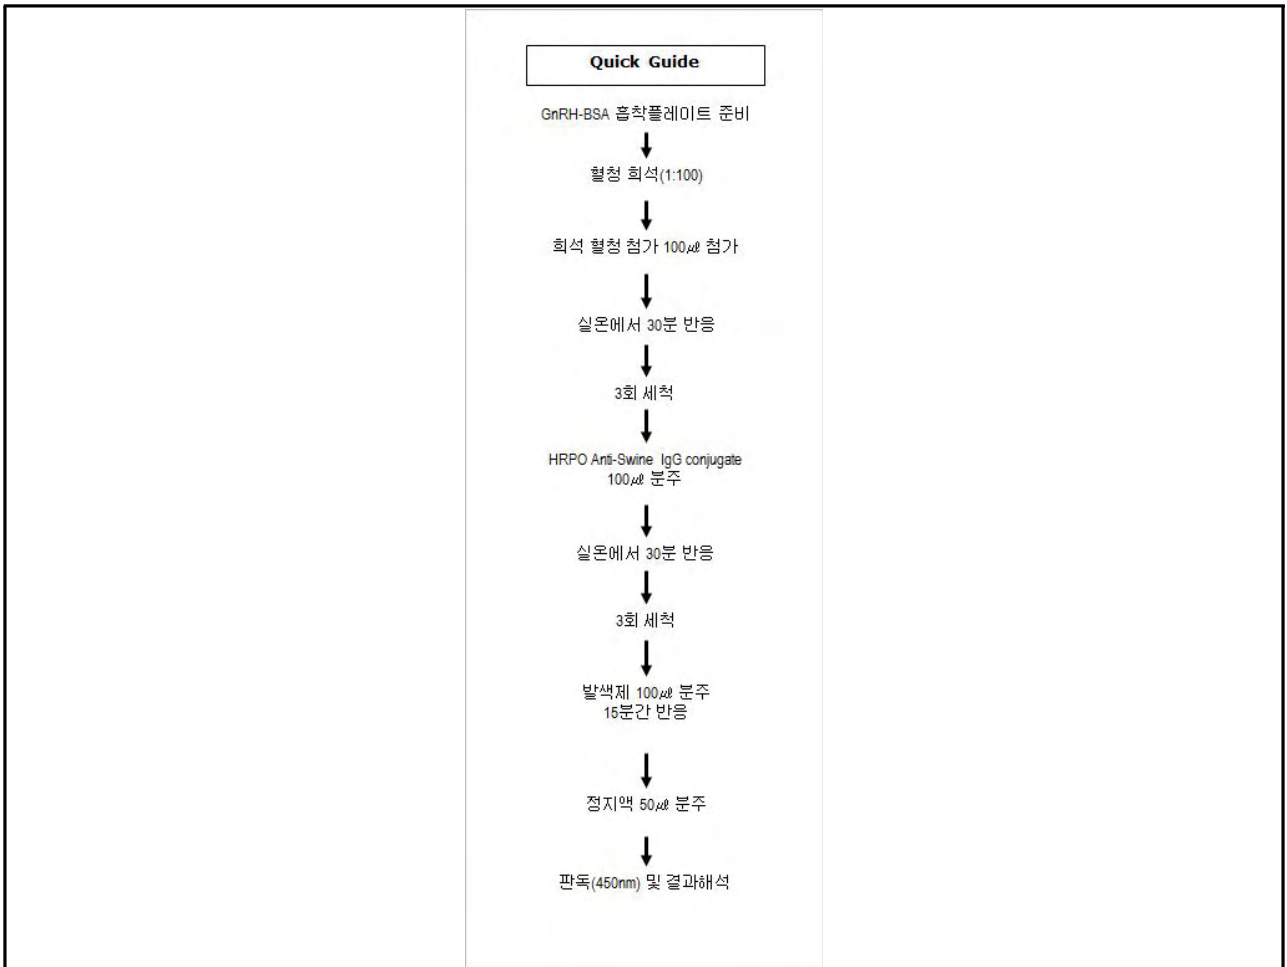 Quick Guide
GnRH-BSA 흡착플레이트 준비
혈청 희석(1:100)
희석 혈청 첨가 100㎕ 첨가
실온에서 30분 반응
3회 세척
HRPO Anti-Swine IgG conjugate
100㎕ 분주
실온에서 30분 반응
3회 세척
발색제 100㎕ 분주
15분간 반응
정지액 50㎕ 분주
판독(450nm) 및 결과해석